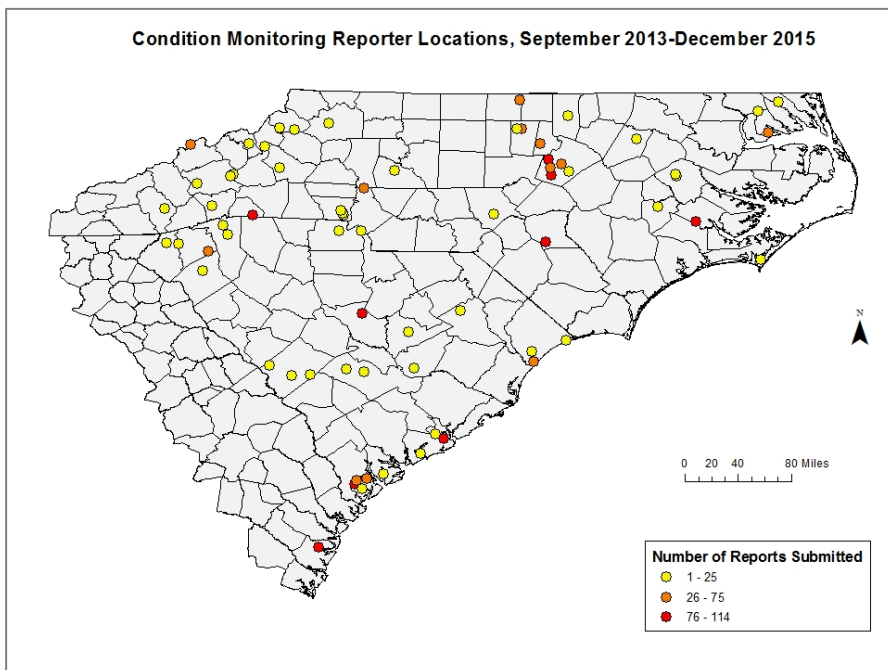 Condition Monitoring Reporter Locations, September 2013-December 2015
N
0 20 40 80 Miles
Number of Reports Submitted
1 - 25
26 - 75
76 - 114